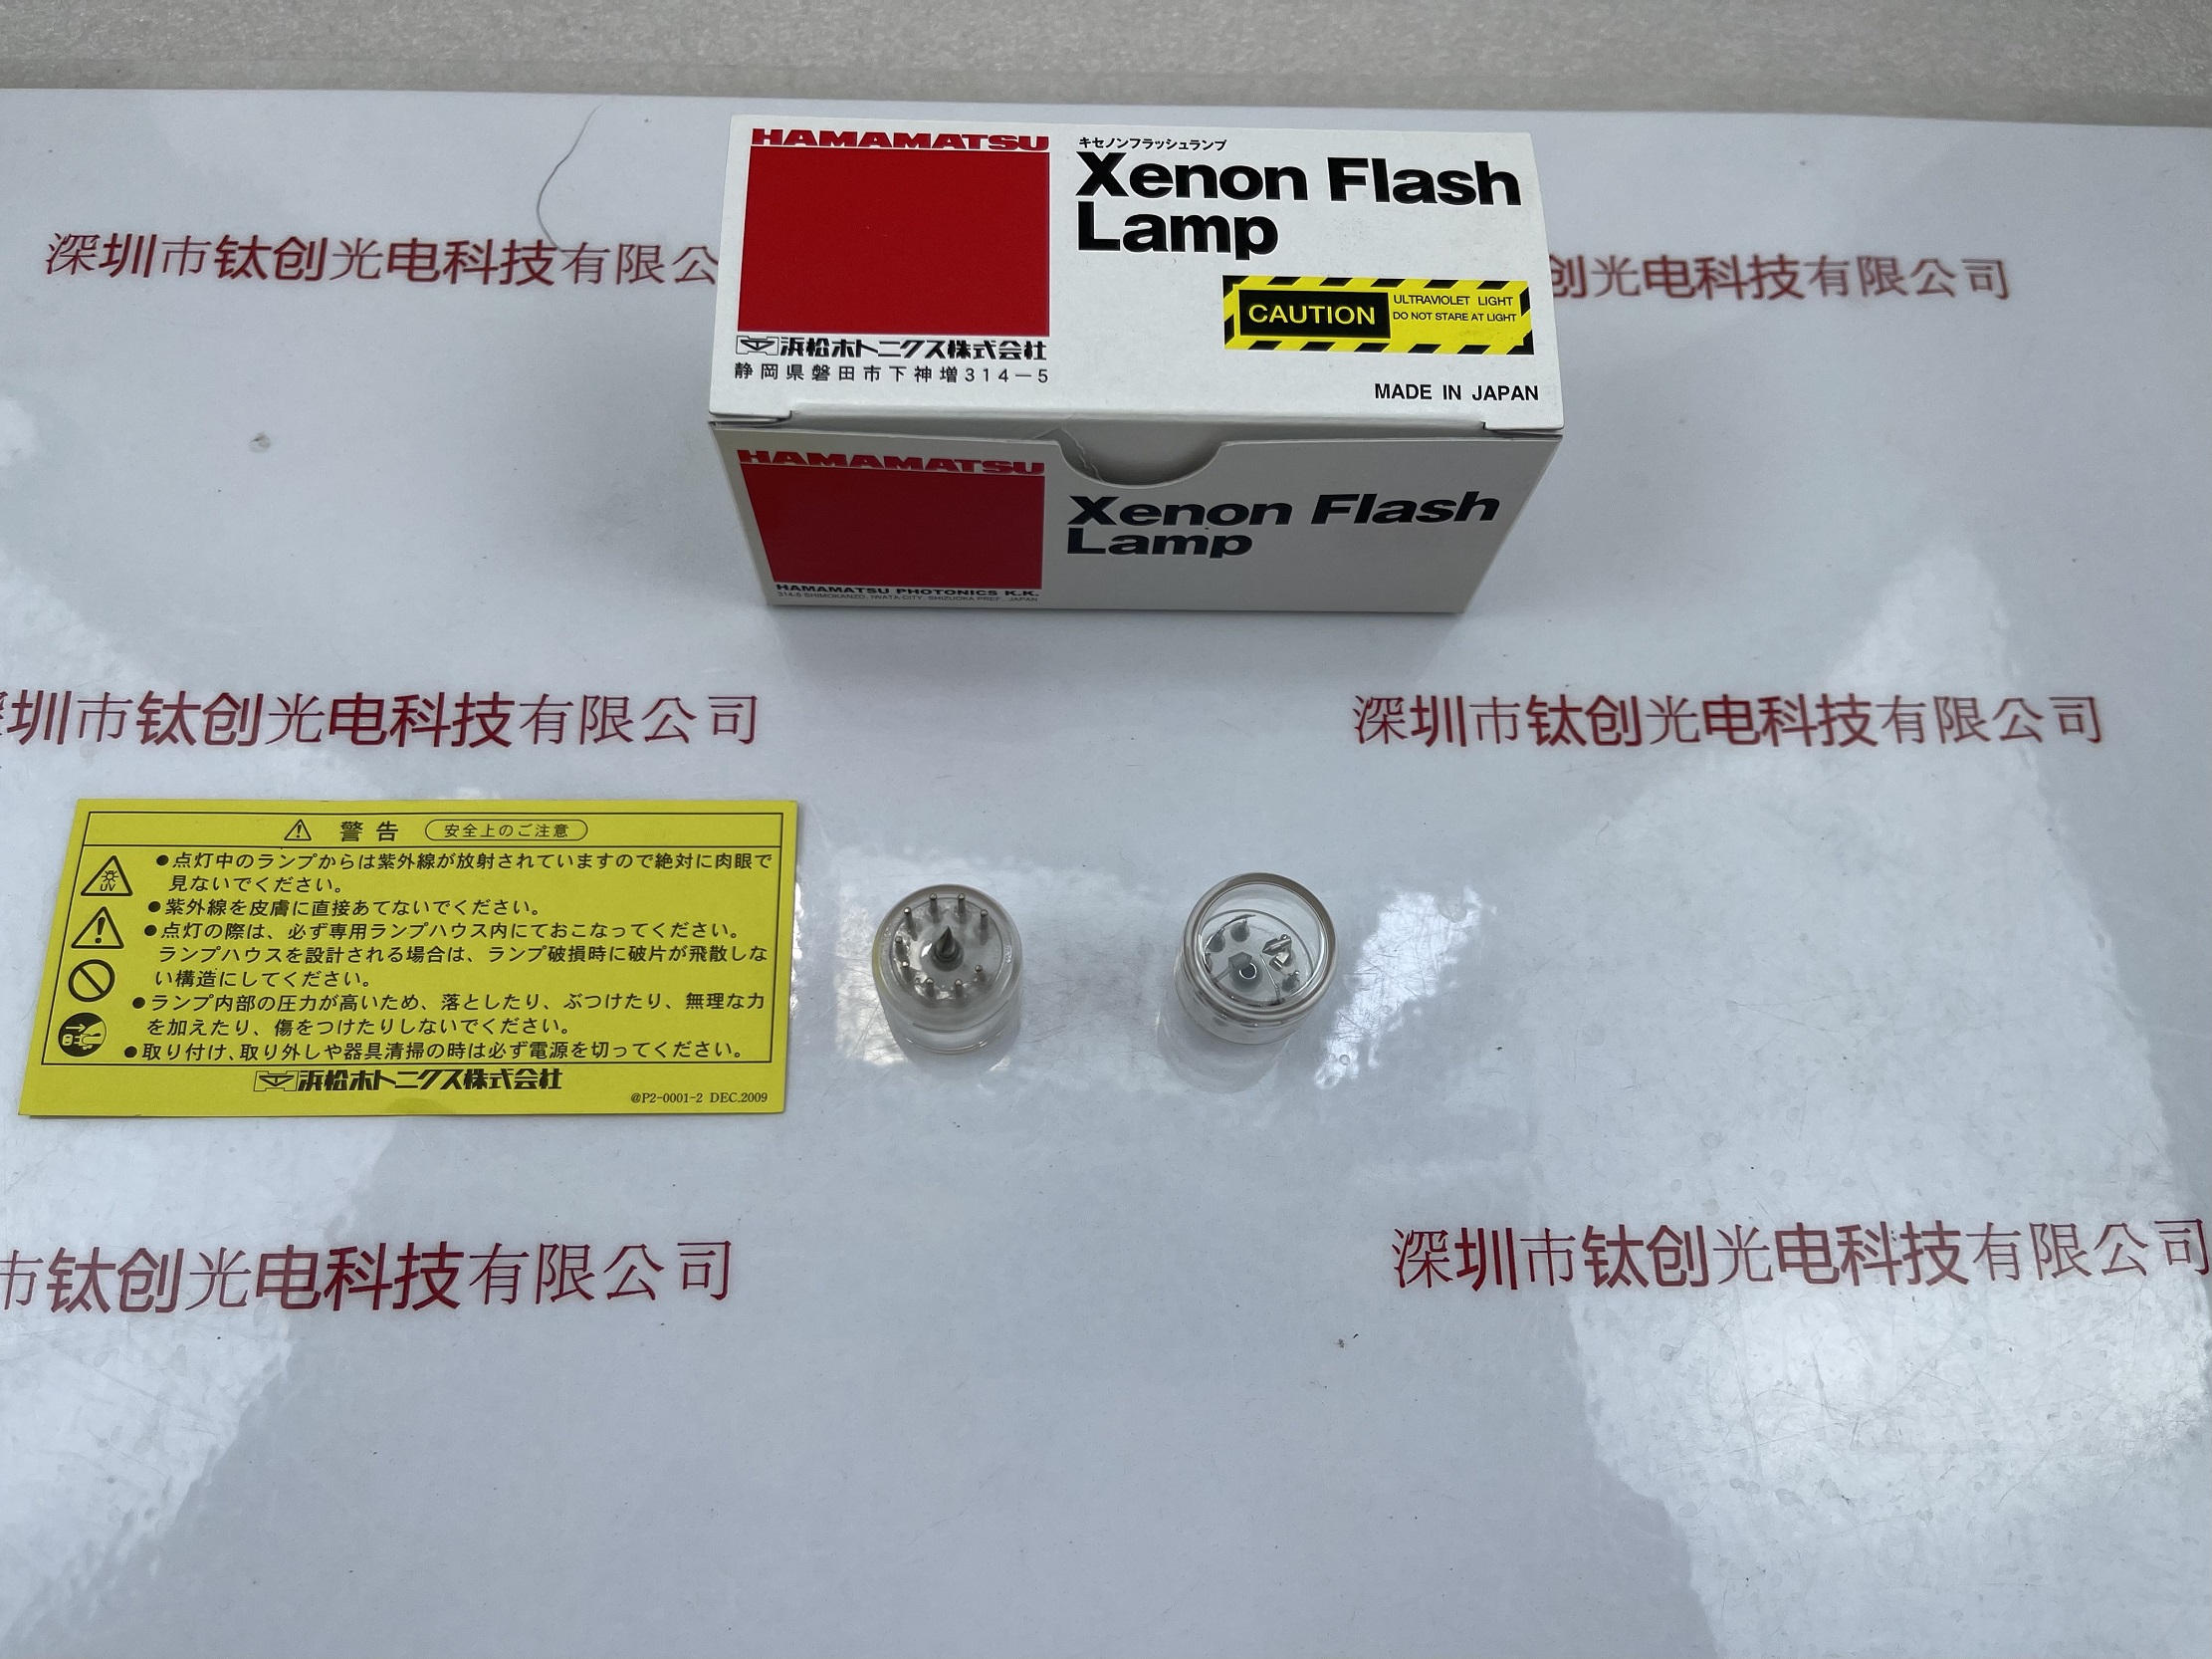 HAMAMATSU
キセノンフラッシュランプ
Xenon Flash
Lamp
CAUTION
ULTRAVIOLET LIGHT
DO NOT STARE AT LIGHT
浜松ホトニクス株式会社
静岡県磐田市下神増314-5
MADE IN JAPAN
HAMAMATSU
Xenon Flash
Lamp
HAMAMATSU PHOTONICS K.K.
314-5 SHIMOKANZO, IWATA CITY, SHIZUOKA PREF., JAPAN
深圳市钛创光电科技有限公
创光电科技有限公司
圳市钛创光电科技有限公司
深圳市钛创光电科技有限公司
警告 安全上のご注意
●点灯中のランプからは紫外線が放射されていますので絶対に肉眼で
見ないでください。
●紫外線を皮膚に直接あてないでください。
●点灯の際は、必ず専用ランプハウス内にておこなってください。
ランプハウスを設計される場合は、ランプ破損時に破片が飛散しな
い構造にしてください。
●ランプ内部の圧力が高いため、落としたり、ぶつけたり、無理な力
を加えたり、傷をつけたりしないでください。
●取り付け、取り外しや器具清掃の時は必ず電源を切ってください。
UV
浜松ホトニクス株式会社
@P2-0001-2 DEC.2009
市钛创光电科技有限公司
深圳市钛创光电科技有限公司